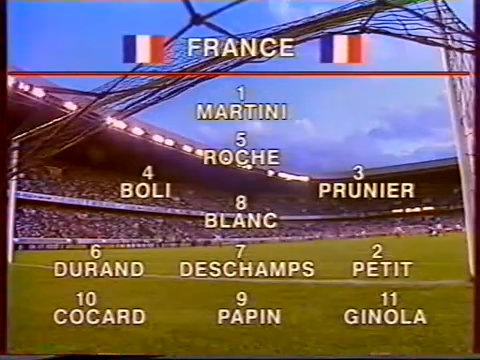 FRANCE
1
MARTINI
5
ROCHE
4
BOLI
3
PRUNIER
8
BLANC
6
DURAND
7
DESCHAMPS
2
PETIT
10
COCARD
9
PAPIN
11
GINOLA